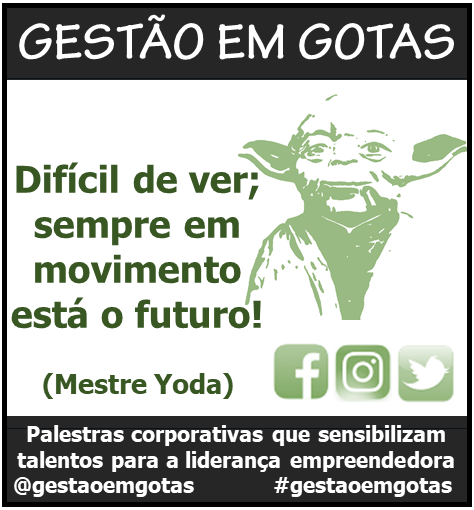 GESTÃO EM GOTAS
Difícil de ver;
sempre em
movimento
está o futuro!
(Mestre Yoda)
Palestras corporativas que sensibilizam
talentos para a liderança empreendedora
@gestaoemgotas #gestaoemgotas